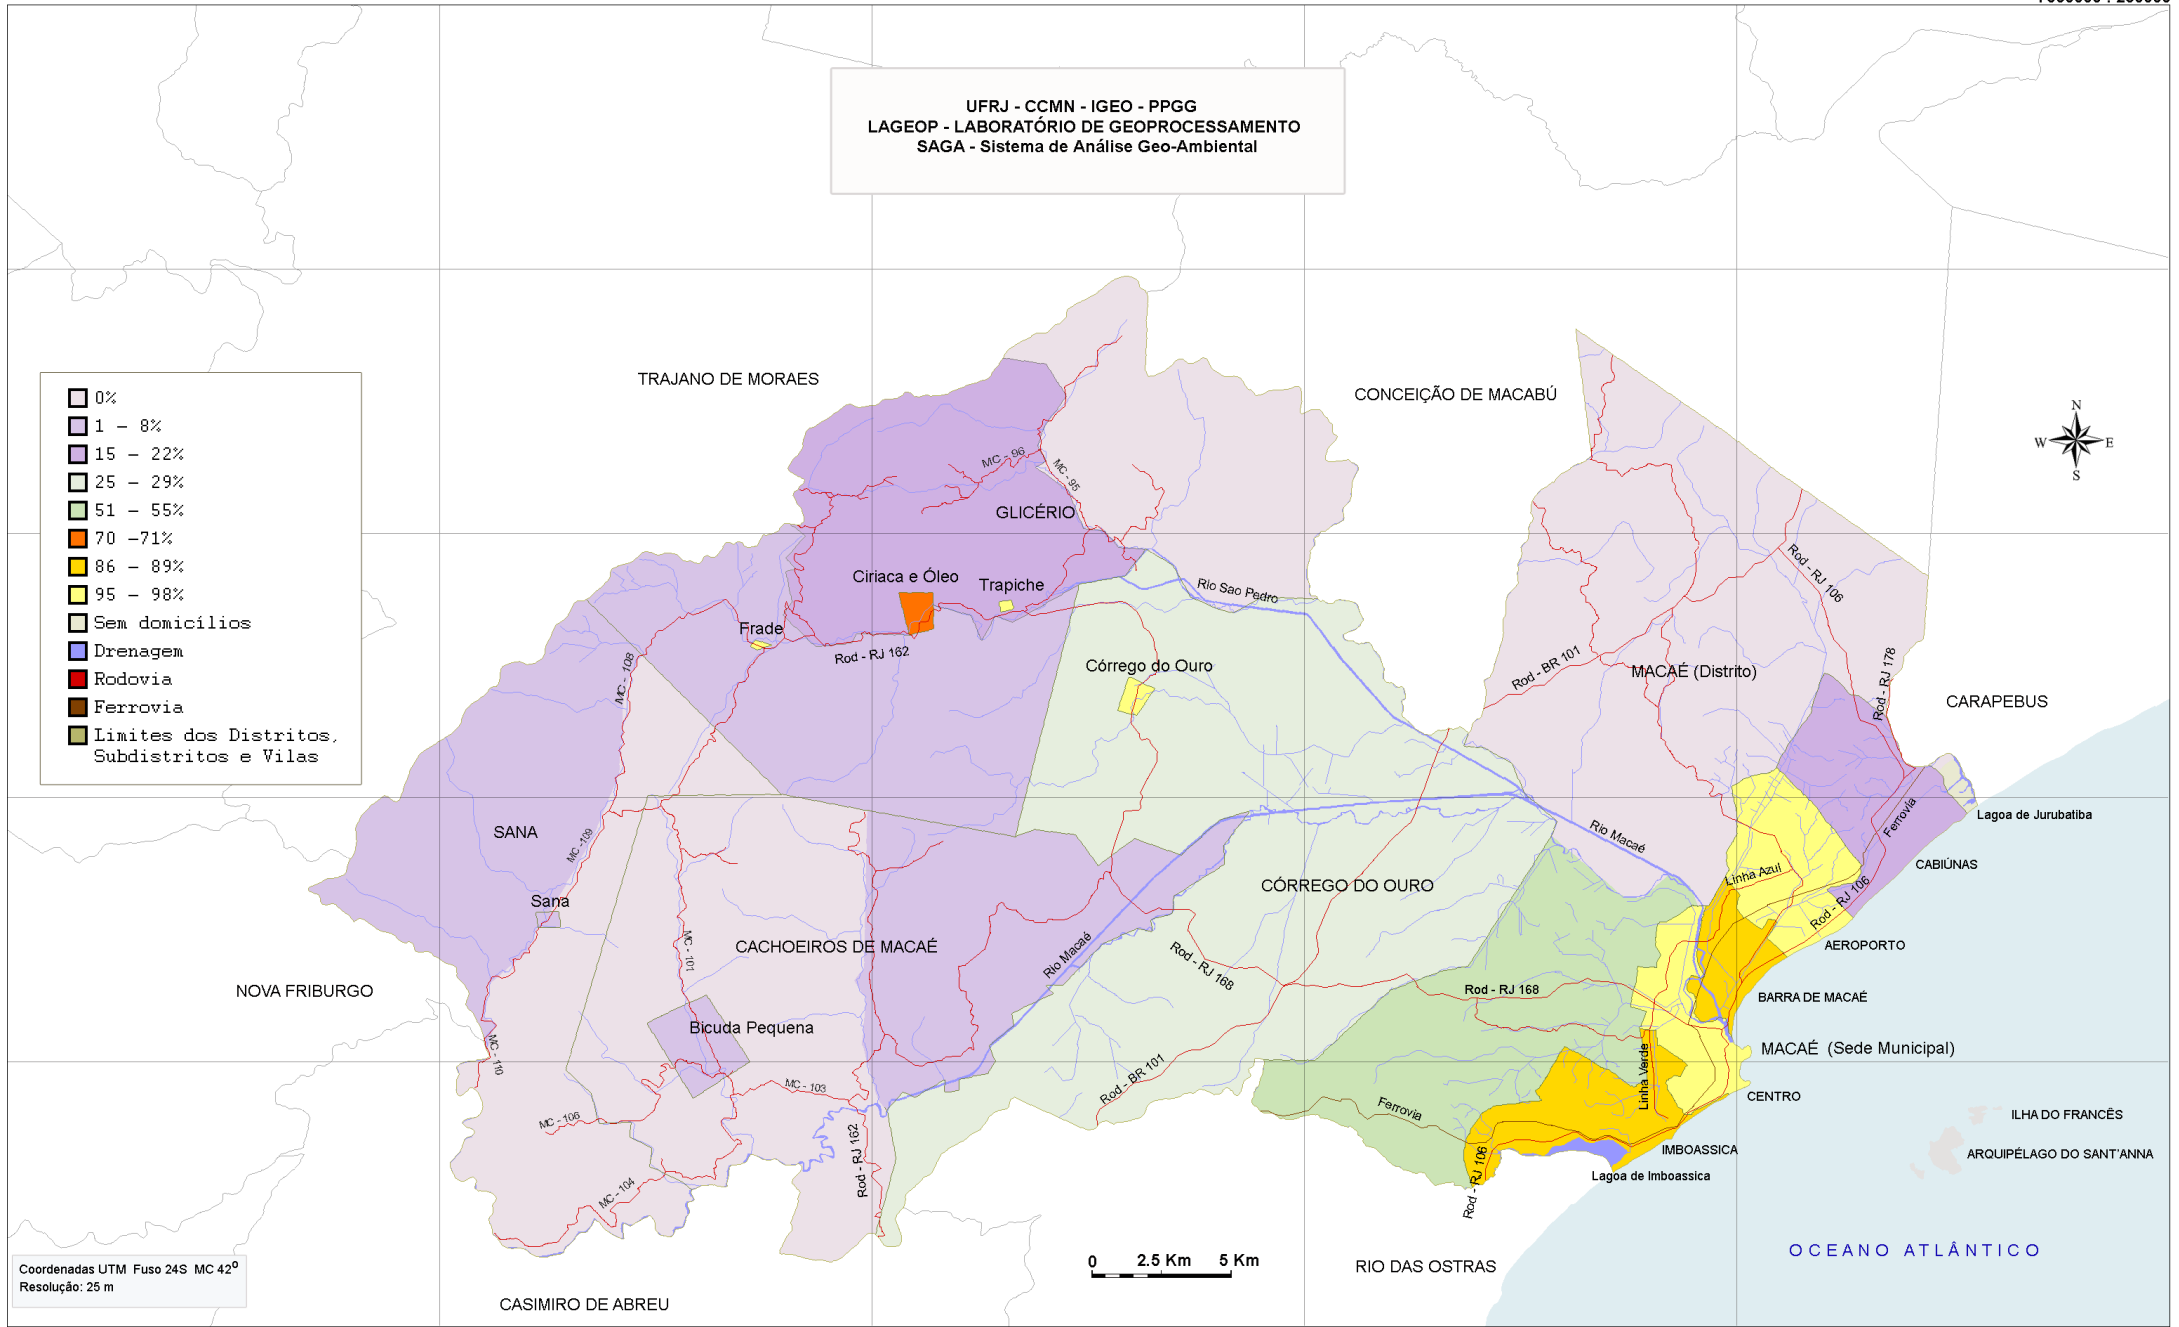 UFRJ - CCMN - IGEO - PPGG
LAGEOP - LABORATÓRIO DE GEOPROCESSAMENTO
SAGA - Sistema de Análise Geo-Ambiental
TRAJANO DE MORAES
CONCEIÇÃO DE MACABÚ
0%
1 - 8%
15 - 22%
25 - 29%
51 - 55%
70 -71%
86 - 89%
95 - 98%
Sem domicílios
Drenagem
Rodovia
Ferrovia
Limites dos Distritos,
Subdistritos e Vilas
N
W
E
S
MC - 96
MC - 95
GLICÉRIO
Ciriaca e Óleo
Trapiche
Rio Sao Pedro
Rod - RJ 106
Frade
Rod - RJ 162
MC - 108
Córrego do Ouro
Rod - BR 101
MACAÉ (Distrito)
Rod - RJ 178
CARAPEBUS
SANA
MC -109
Rio Macaé
Ferrovia
Lagoa de Jurubatiba
CABIÚNAS
Linha Azul
CÓRREGO DO OURO
Sana
Rod - RJ 106
CACHOEIROS DE MACAÉ
MC - 101
Rio Macaé
Rod - RJ 168
AEROPORTO
NOVA FRIBURGO
Rod - RJ 168
BARRA DE MACAÉ
Bicuda Pequena
MC - 110
MACAÉ (Sede Municipal)
Linha Verde
MC - 103
Rod - BR 101
CENTRO
Ferrovia
MC - 106
ILHA DO FRANCÊS
Rod - RJ 162
IMBOASSICA
ARQUIPÉLAGO DO SANT'ANNA
Lagoa de Imboassica
Rod - RJ 106
MC - 104
OCEANO ATLÂNTICO
0 2.5 Km 5 Km
RIO DAS OSTRAS
Coordenadas UTM Fuso 24S MC 42º
Resolução: 25 m
CASIMIRO DE ABREU